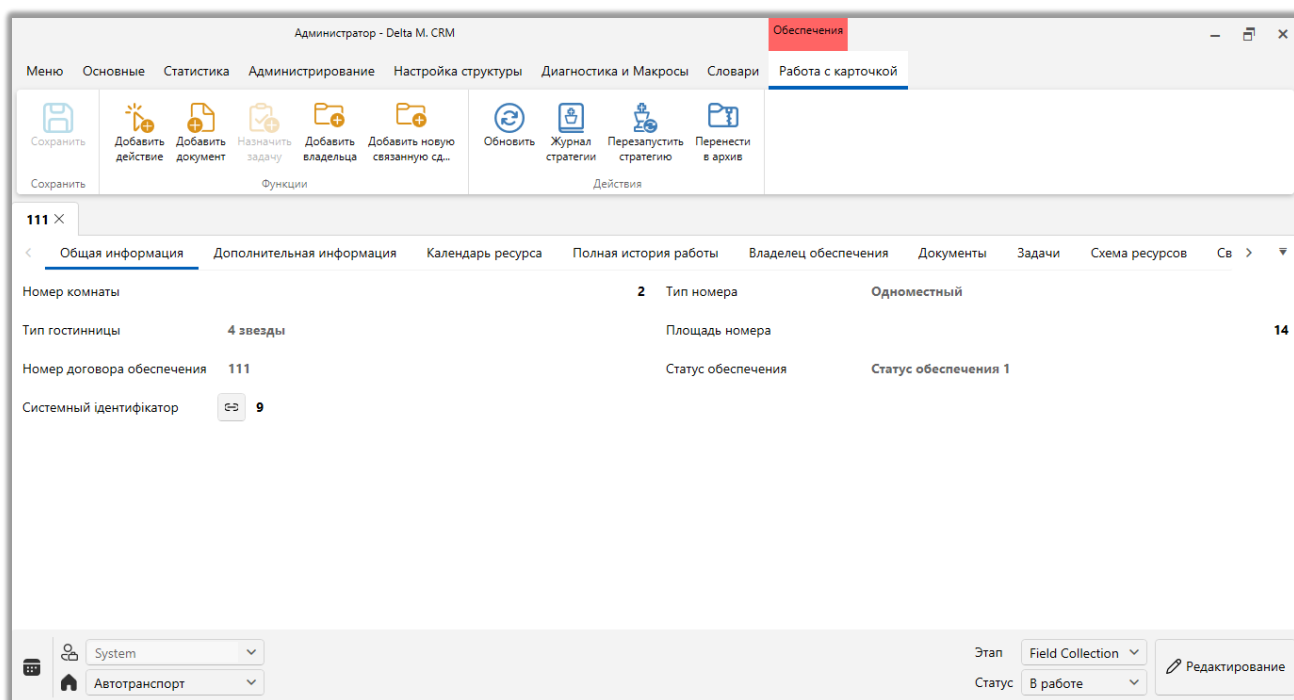 Администратор - Delta M. CRM
Обеспечения
Меню Основные Статистика Администрирование Настройка структуры Диагностика и Макросы Словари Работа с карточкой
Сохранить
Добавить действие
Добавить документ
Назначить задачу
Добавить владельца
Добавить новую связанную сд...
Обновить
Журнал стратегии
Перезапустить стратегию
Перенести в архив
Сохранить Функции Действия
111
Общая информация Дополнительная информация Календарь ресурса Полная история работы Владелец обеспечения Документы Задачи Схема ресурсов Св
Номер комнаты 2 Тип номера Одноместный
Тип гостинницы 4 звезды Площадь номера 14
Номер договора обеспечения 111 Статус обеспечения Статус обеспечения 1
Системный ідентифікатор 9
System Этап Field Collection
Редактирование
Автотранспорт Статус В работе